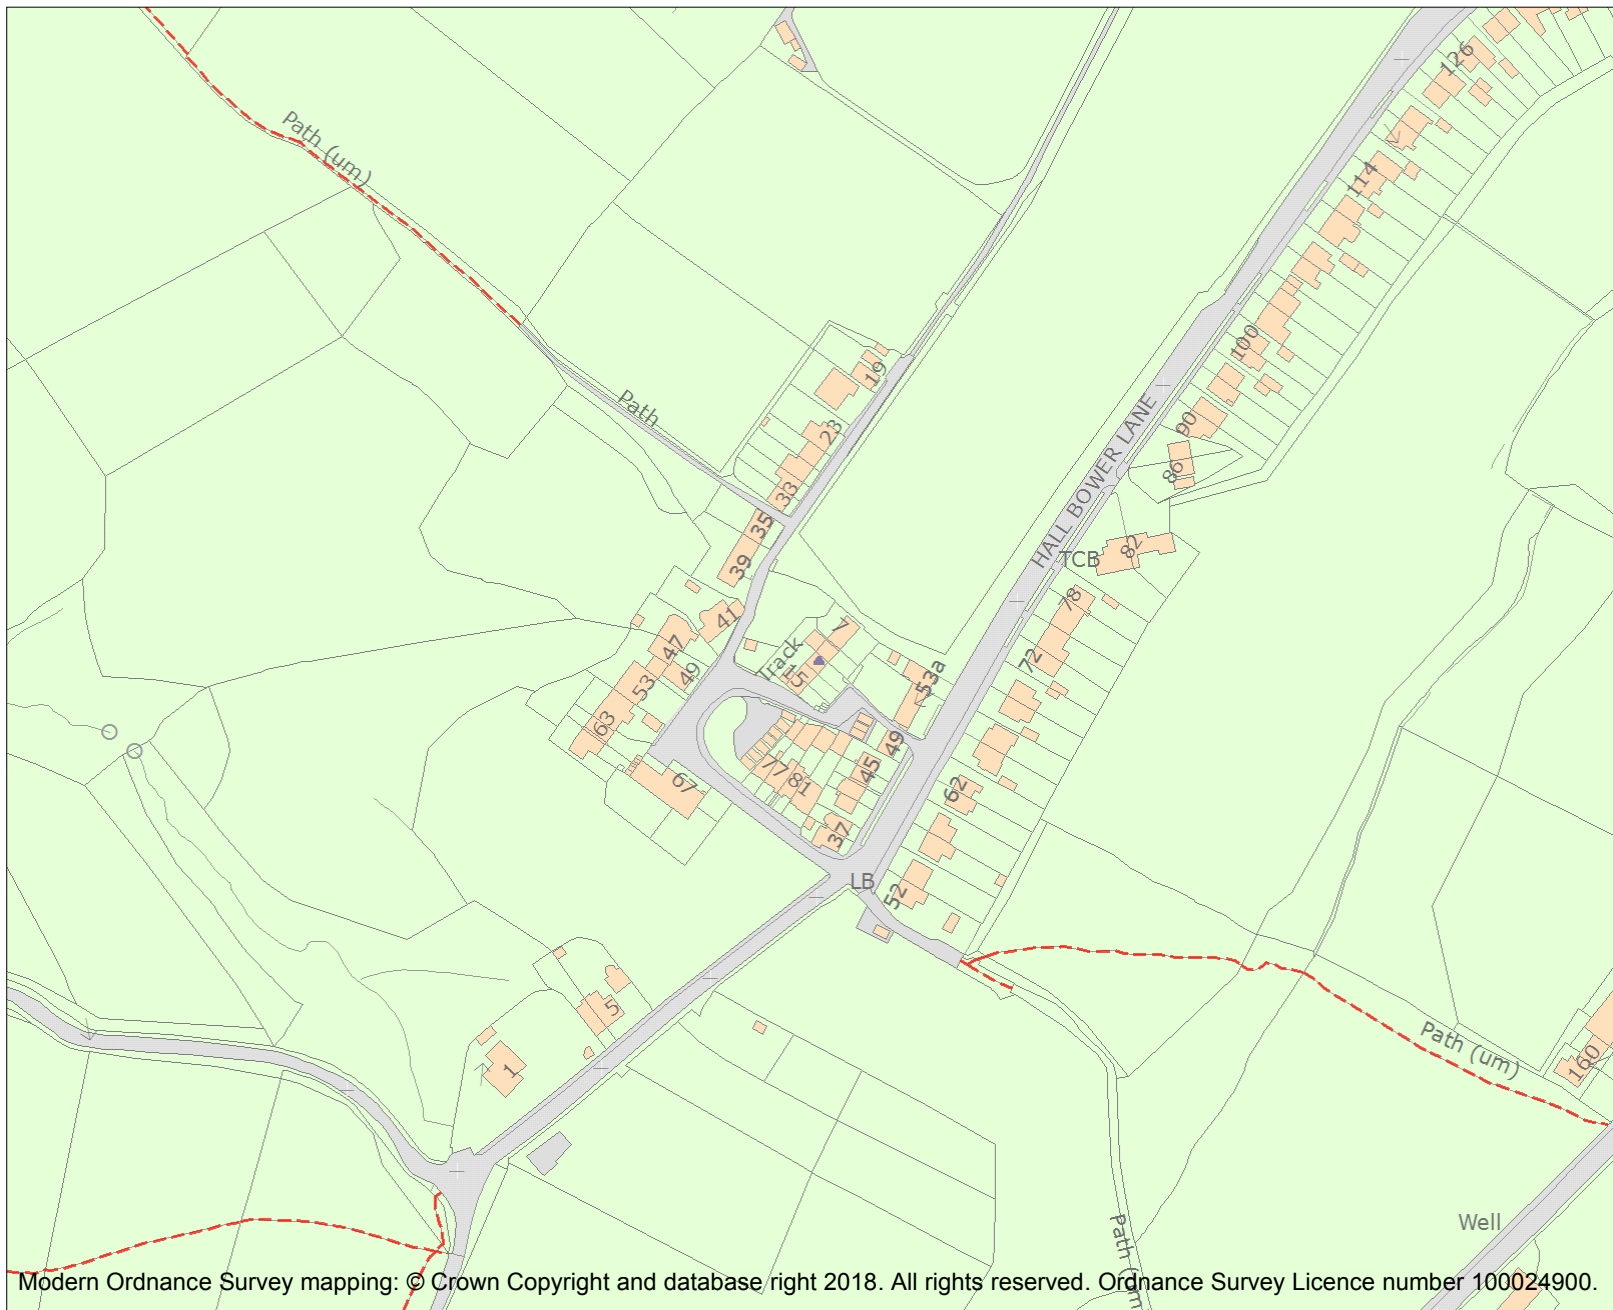 126
Path (um)
114
100
19
Path
90
23
HALL BOWER LANE
86
33
35
TCB
82
39
78
41
7
47
Track
72
49
15
53a
53
63
49
67
77
81
45
62
37
LB
52
5
Path (um)
160
1
Well
Path (um
Modern Ordnance Survey mapping: © Crown Copyright and database right 2018. All rights reserved. Ordnance Survey Licence number 100024900.